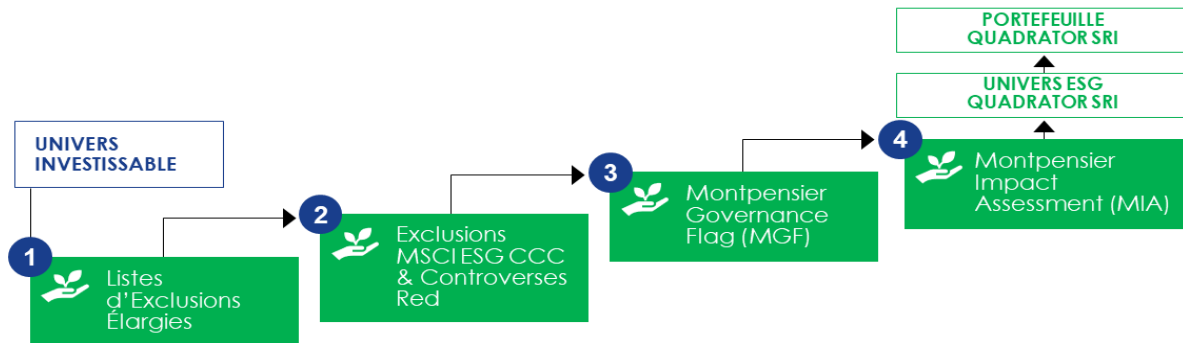 UNIVERS
INVESTISSABLE
1
Listes
d'Exclusions
Élargies
2
Exclusions
MSCI ESG CCC
& Controverses
Red
3
Montpensier
Governance
Flag (MGF)
4
Montpensier
Impact
Assessment (MIA)
UNIVERS ESG
QUADRATOR SRI
PORTEFEUILLE
QUADRATOR SRI